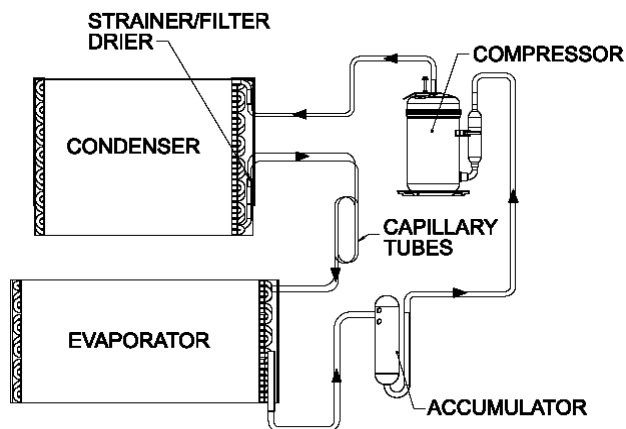 STRAINER/FILTER
DRIER
COMPRESSOR
CONDENSER
CAPILLARY
TUBES
EVAPORATOR
ACCUMULATOR